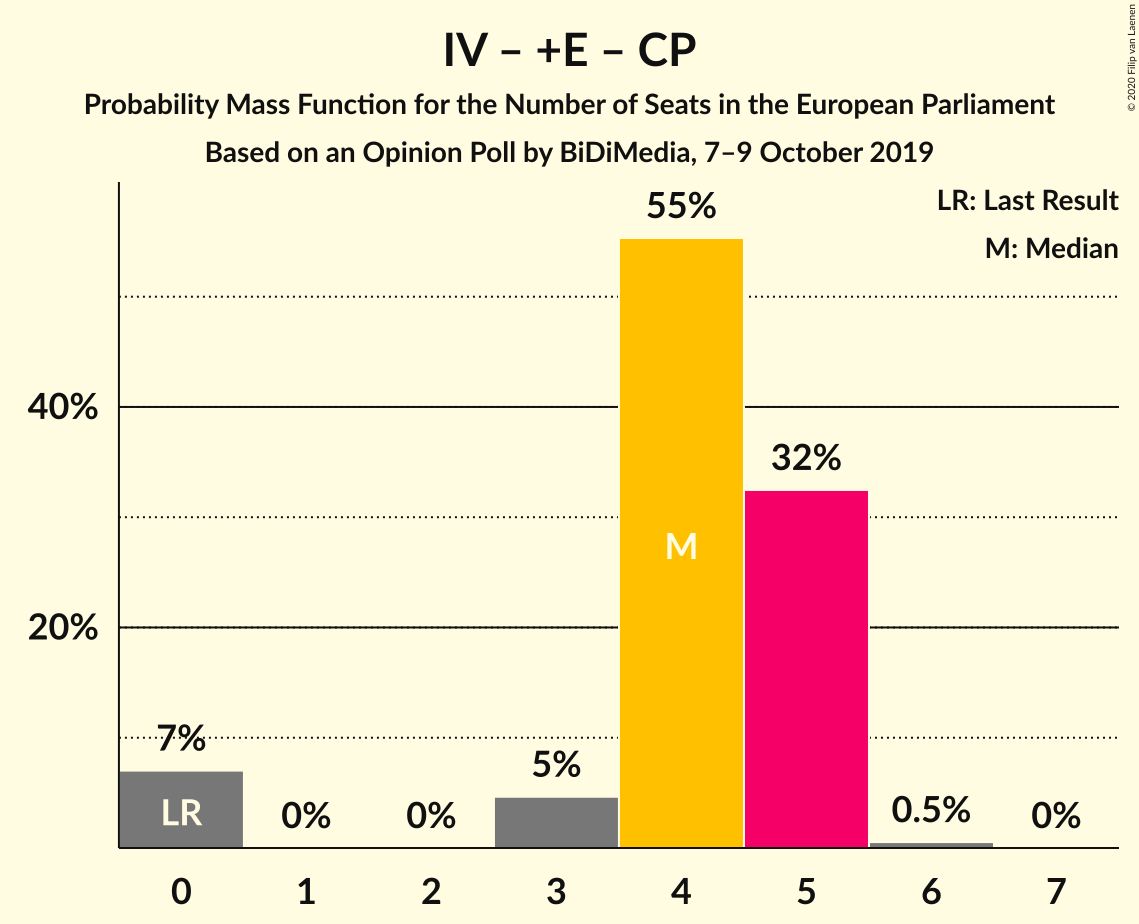 IV – +E – CP
Probability Mass Function for the Number of Seats in the European Parliament
Based on an Opinion Poll by BiDiMedia, 7–9 October 2019
© 2020 Filip van Laenen
LR: Last Result
M: Median
55%
40%
32%
M
20%
7%
5%
LR
0%
0%
0.5%
0%
0 1 2 3 4 5 6 7